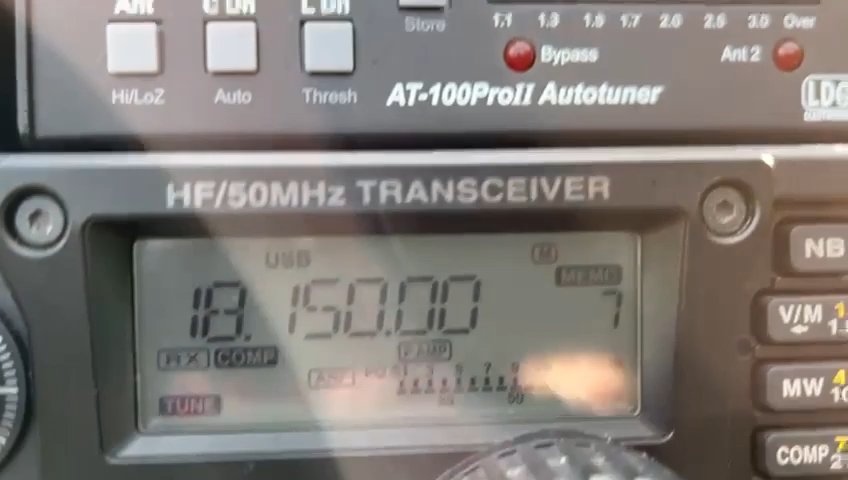 Ant C Dn L Dn
Store
1.1 1.3 1.5 1.7 2.0 2.5 3.0 Over
Bypass Ant 2
Hi/LoZ Auto Thresh
AT-100ProII Autotuner
LDG
HF/50MHz TRANSCEIVER
USB M
MEMO
18.150.00 7
RX COMP
P.AMP
TUNE
NB
V/M
MW
COMP